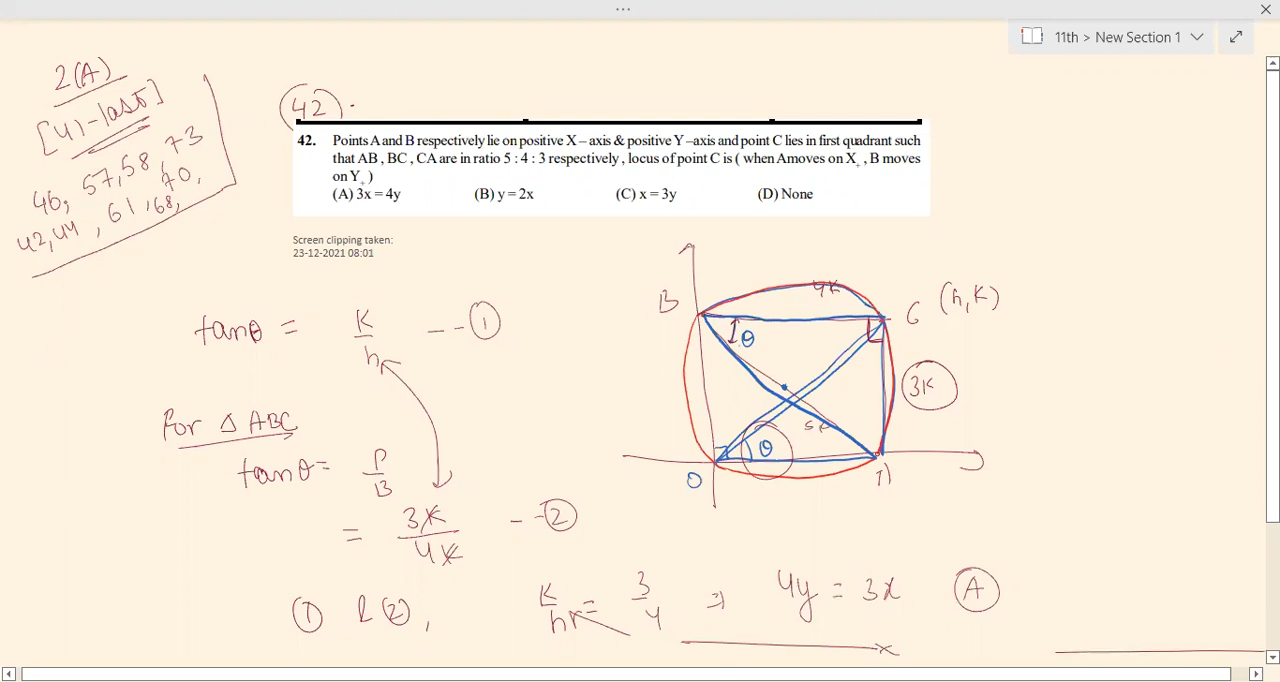 11th > New Section 1
2(A)
[41-last]
46, 57,58 73
42,44, 61,68, 70,
42
42. Points A and B respectively lie on positive X – axis & positive Y –axis and point C lies in first quadrant such
that AB , BC , CA are in ratio 5 : 4 : 3 respectively , locus of point C is ( when A moves on X+ , B moves
on Y+ )
(A) 3x = 4y (B) y = 2x (C) x = 3y (D) None
Screen clipping taken:
23-12-2021 08:01
B 4K C (h,K)
θ
3K
θ
O
tanθ = K/h -- ①
For Δ ABC
tanθ = P/B
= 3K/4K -- ②
① & ②, K/h = 3/4 ⇒ 4y = 3x A